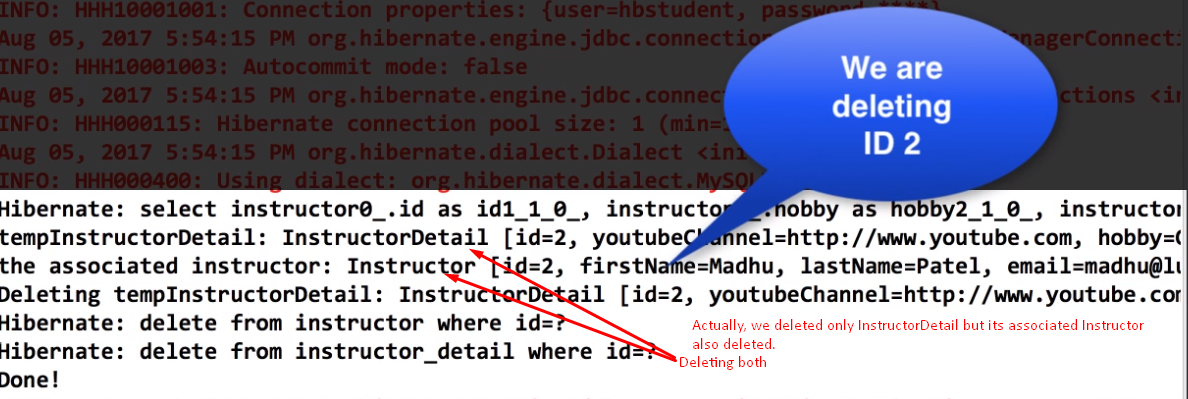 INFO: HHH10001001: Connection properties: {user=hbstudent, password=****}
Aug 05, 2017 5:54:15 PM org.hibernate.engine.jdbc.connection
We are
deleting
ID 2
INFO: HHH10001003: Autocommit mode: false
Aug 05, 2017 5:54:15 PM org.hibernate.engine.jdbc.connec ctions <in
INFO: HHH000115: Hibernate connection pool size: 1 (min=
Aug 05, 2017 5:54:15 PM org.hibernate.dialect.Dialect <ini
INFO: HHH000400: Using dialect: org.hibernate.dialect.MySQL
Hibernate: select instructor0_.id as id1_1_0_, instructor .hobby as hobby2_1_0_, instructor
tempInstructorDetail: InstructorDetail [id=2, youtubeChannel=http://www.youtube.com, hobby=
the associated instructor: Instructor [id=2, firstName=Madhu, lastName=Patel, email=madhu@lu
Deleting tempInstructorDetail: InstructorDetail [id=2, youtubeChannel=http://www.youtube.com
Hibernate: delete from instructor where id=?
Hibernate: delete from instructor_detail where id=?
Done!
Actually, we deleted only InstructorDetail but its associated Instructor
also deleted.
Deleting both